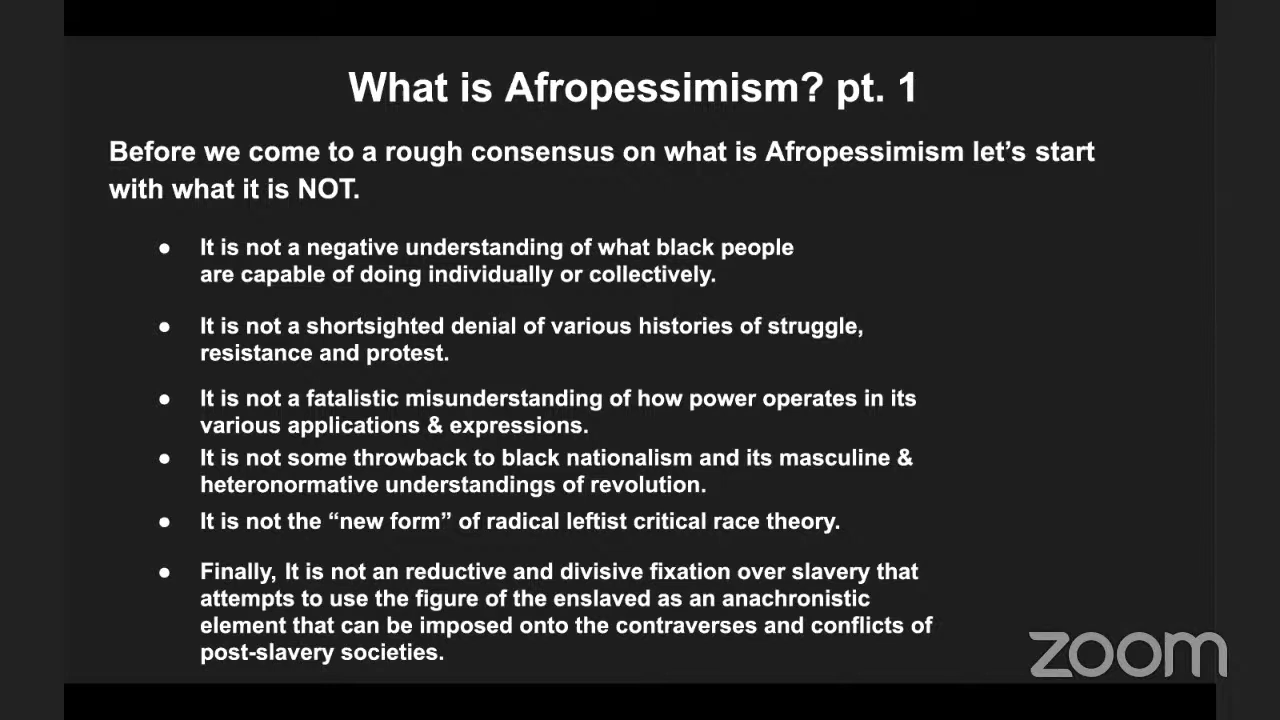 What is Afropessimism? pt. 1
Before we come to a rough consensus on what is Afropessimism let's start
with what it is NOT.
● It is not a negative understanding of what black people
are capable of doing individually or collectively.
● It is not a shortsighted denial of various histories of struggle,
resistance and protest.
● It is not a fatalistic misunderstanding of how power operates in its
various applications & expressions.
● It is not some throwback to black nationalism and its masculine &
heteronormative understandings of revolution.
● It is not the “new form” of radical leftist critical race theory.
● Finally, It is not an reductive and divisive fixation over slavery that
attempts to use the figure of the enslaved as an anachronistic
element that can be imposed onto the contraverses and conflicts of
post-slavery societies.
zoom